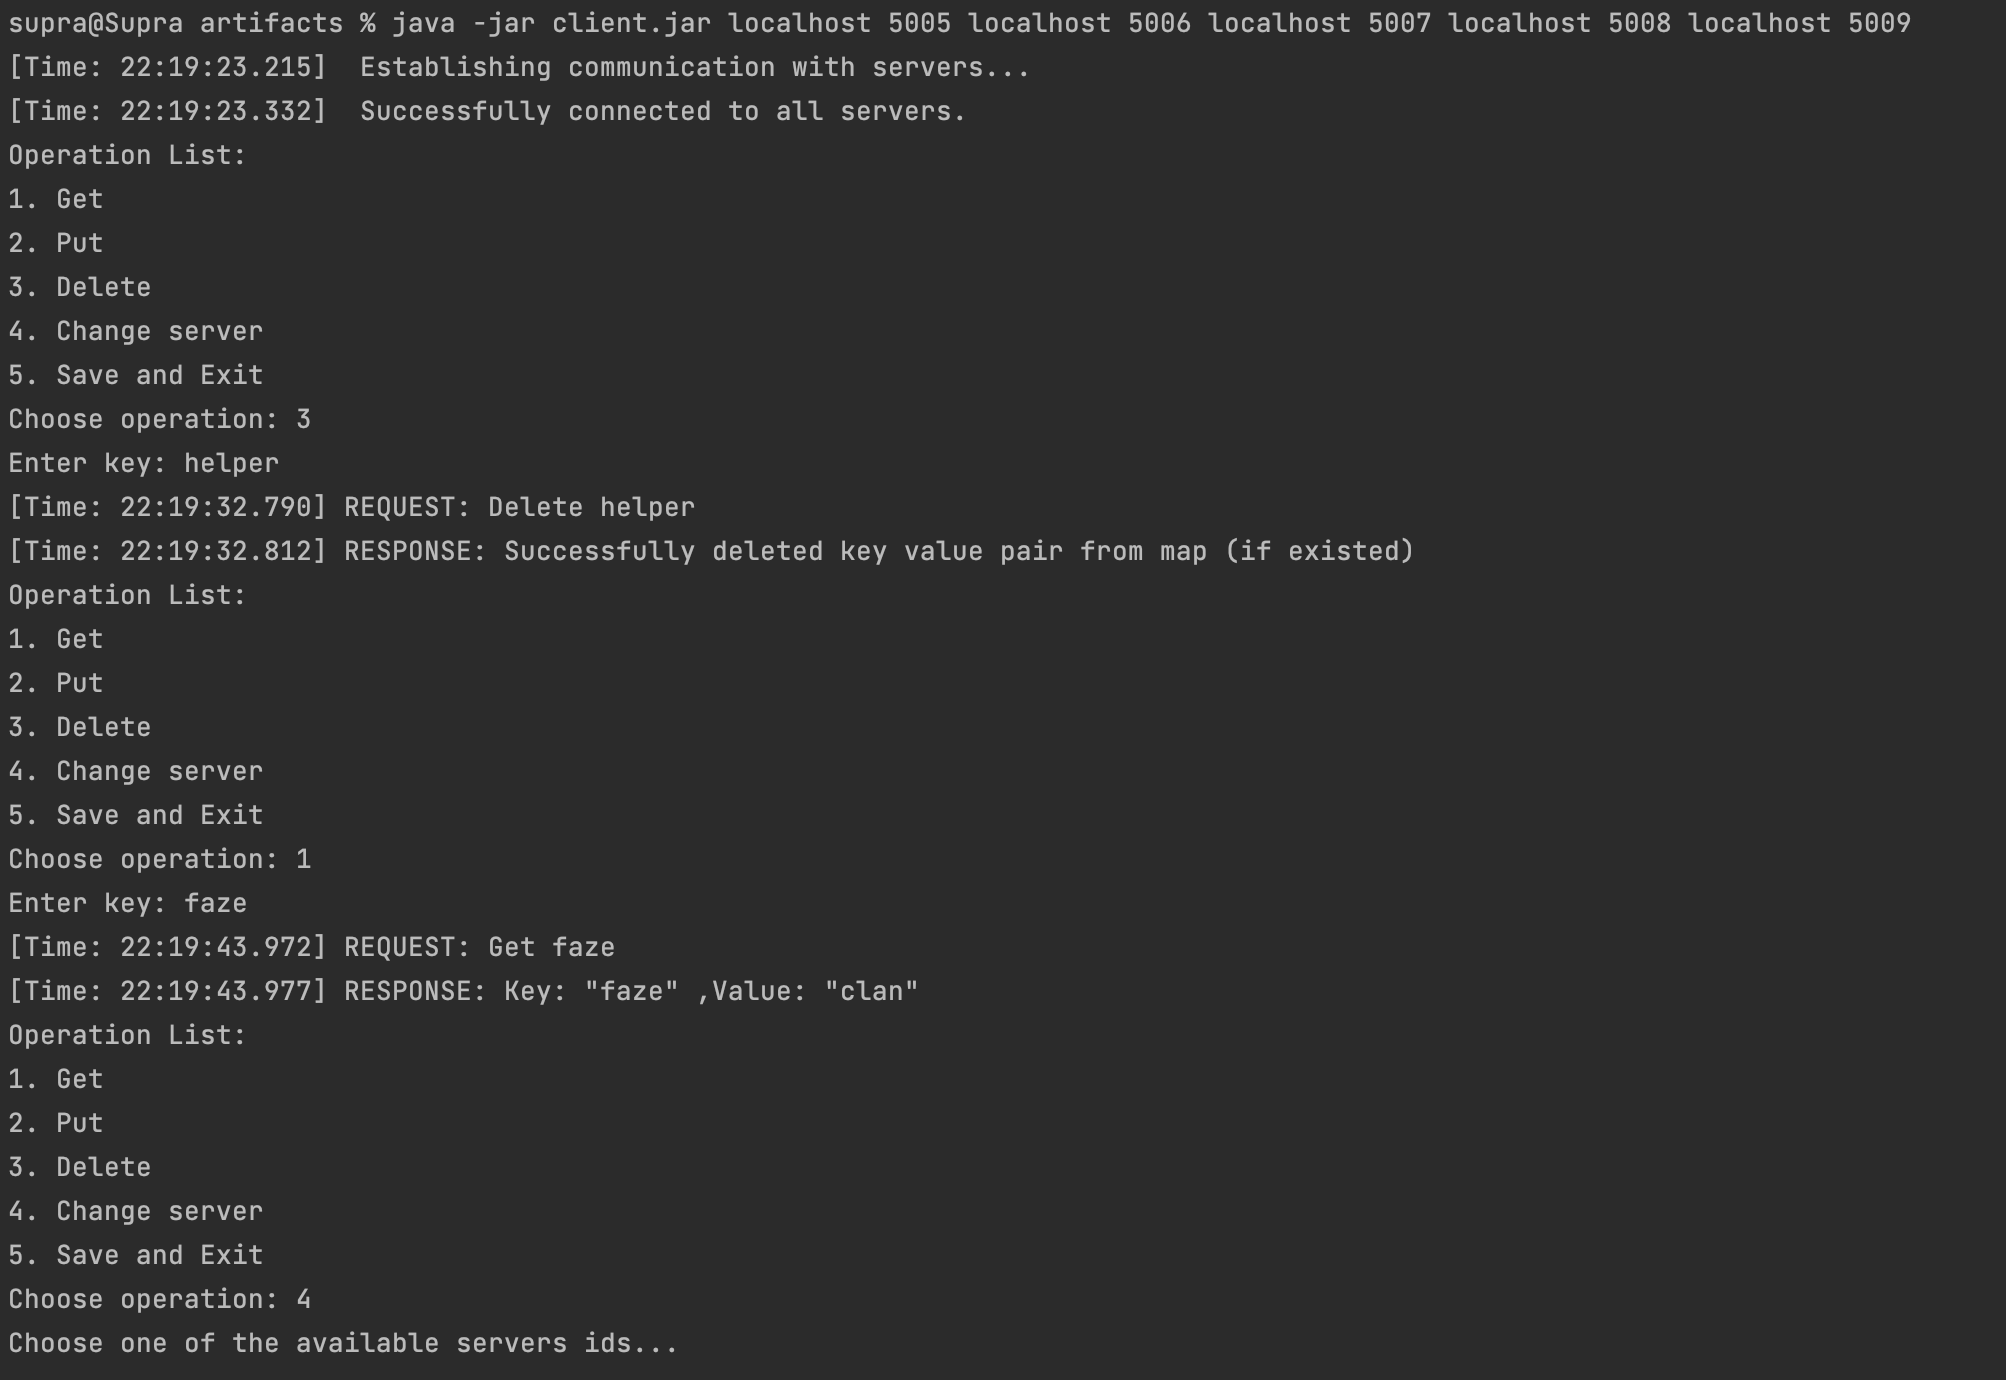 supra@Supra artifacts % java -jar client.jar localhost 5005 localhost 5006 localhost 5007 localhost 5008 localhost 5009
[Time: 22:19:23.215]  Establishing communication with servers...
[Time: 22:19:23.332]  Successfully connected to all servers.
Operation List:
1. Get
2. Put
3. Delete
4. Change server
5. Save and Exit
Choose operation: 3
Enter key: helper
[Time: 22:19:32.790] REQUEST: Delete helper
[Time: 22:19:32.812] RESPONSE: Successfully deleted key value pair from map (if existed)
Operation List:
1. Get
2. Put
3. Delete
4. Change server
5. Save and Exit
Choose operation: 1
Enter key: faze
[Time: 22:19:43.972] REQUEST: Get faze
[Time: 22:19:43.977] RESPONSE: Key: "faze" ,Value: "clan"
Operation List:
1. Get
2. Put
3. Delete
4. Change server
5. Save and Exit
Choose operation: 4
Choose one of the available servers ids...